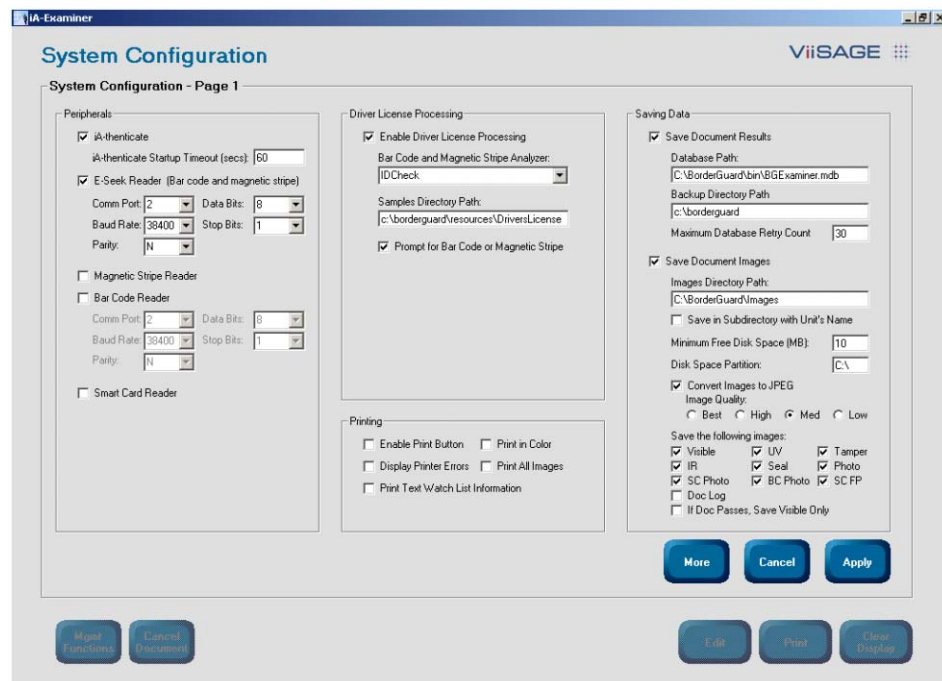 iA-Examiner
System Configuration
ViiSAGE
System Configuration - Page 1
Peripherals
iA-thenticate
iA-thenticate Startup Timeout (secs): 60
E-Seek Reader (Bar code and magnetic stripe)
Comm Port: 2 Data Bits: 8
Baud Rate: 38400 Stop Bits: 1
Parity: N
Magnetic Stripe Reader
Bar Code Reader
Comm Port: 2 Data Bits: 8
Baud Rate: 38400 Stop Bits: 1
Parity: N
Smart Card Reader
Driver License Processing
Enable Driver License Processing
Bar Code and Magnetic Stripe Analyzer:
IDCheck
Samples Directory Path:
c:\borderguard\resources\DriversLicense
Prompt for Bar Code or Magnetic Stripe
Printing
Enable Print Button Print in Color
Display Printer Errors Print All Images
Print Text Watch List Information
Saving Data
Save Document Results
Database Path:
C:\BorderGuard\bin\BGExaminer.mdb
Backup Directory Path
c:\borderguard
Maximum Database Retry Count 30
Save Document Images
Images Directory Path:
C:\BorderGuard\Images
Save in Subdirectory with Unit's Name
Minimum Free Disk Space (MB): 10
Disk Space Partition: C:\
Convert Images to JPEG
Image Quality:
Best High Med Low
Save the following images:
Visible UV Tamper
IR Seal Photo
SC Photo BC Photo SC FP
Doc Log
If Doc Passes, Save Visible Only
More Cancel Apply
Mgmt Functions Cancel Document Edit Print Clear Display